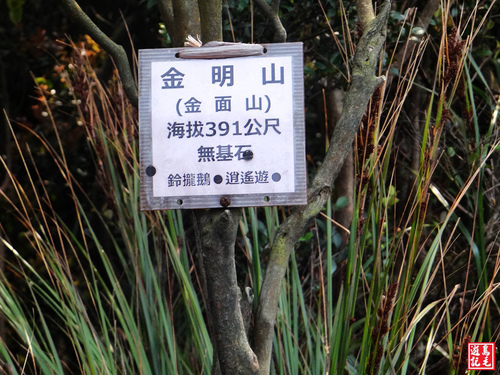 金明山
(金面山)
海拔391公尺
無基石
鈴攏鵝●逍遙遊●